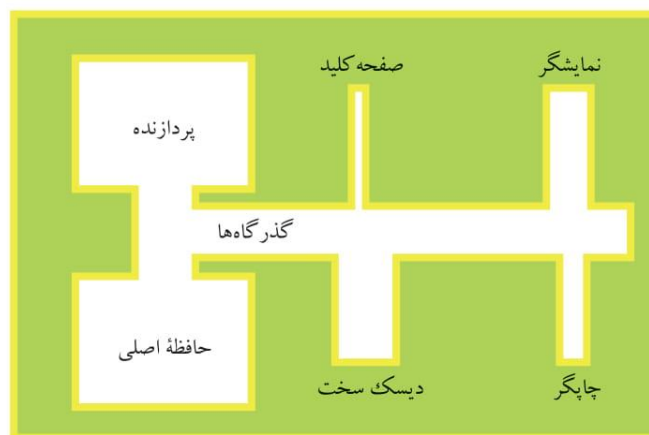 نمایشگر
صفحه کلید
پردازنده
گذرگاه‌ها
حافظهٔ اصلی
چاپگر
دیسک سخت